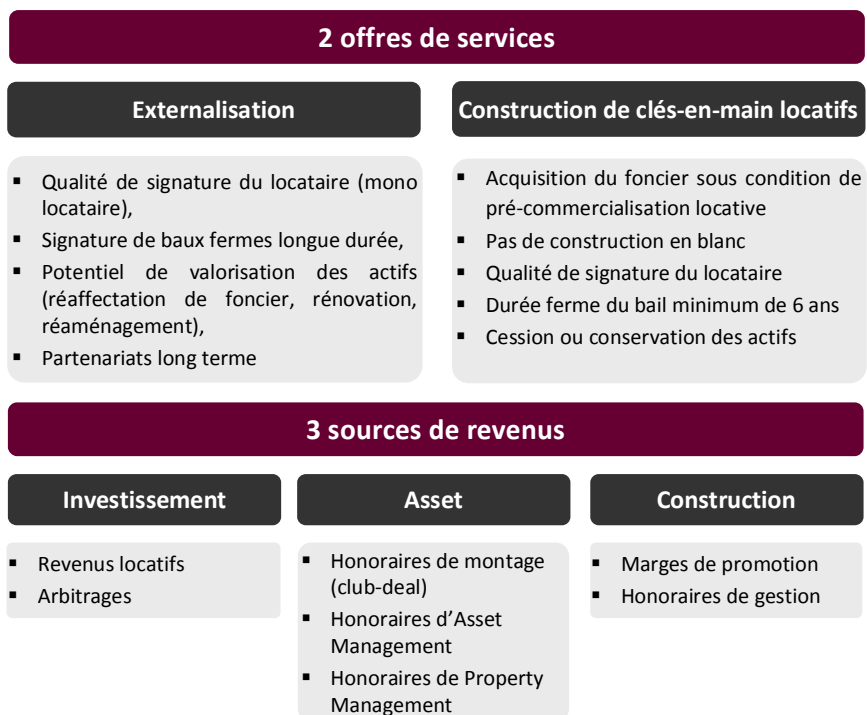 2 offres de services
Externalisation
▪ Qualité de signature du locataire (mono
locataire),
▪ Signature de baux fermes longue durée,
▪ Potentiel de valorisation des actifs
(réaffectation de foncier, rénovation,
réaménagement),
▪ Partenariats long terme
Construction de clés-en-main locatifs
▪ Acquisition du foncier sous condition de
pré-commercialisation locative
▪ Pas de construction en blanc
▪ Qualité de signature du locataire
▪ Durée ferme du bail minimum de 6 ans
▪ Cession ou conservation des actifs
3 sources de revenus
Investissement
▪ Revenus locatifs
▪ Arbitrages
Asset
▪ Honoraires de montage
(club-deal)
▪ Honoraires d’Asset
Management
▪ Honoraires de Property
Management
Construction
▪ Marges de promotion
▪ Honoraires de gestion